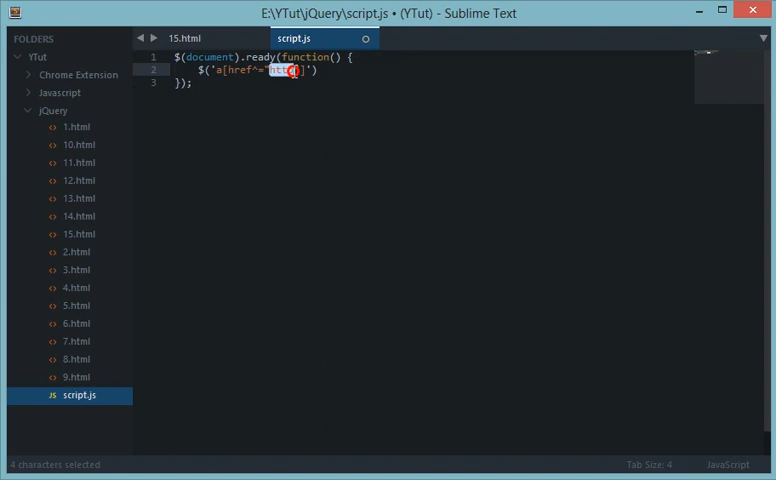 E:\YTut\jQuery\script.js • (YTut) - Sublime Text
FOLDERS
YTut
Chrome Extension
Javascript
jQuery
1.html
10.html
11.html
12.html
13.html
14.html
15.html
2.html
3.html
4.html
5.html
6.html
7.html
8.html
9.html
JS script.js
15.html
script.js
1 $(document).ready(function() {
2 $('a[href^="http"]')
3 });
4 characters selected
Tab Size: 4
JavaScript